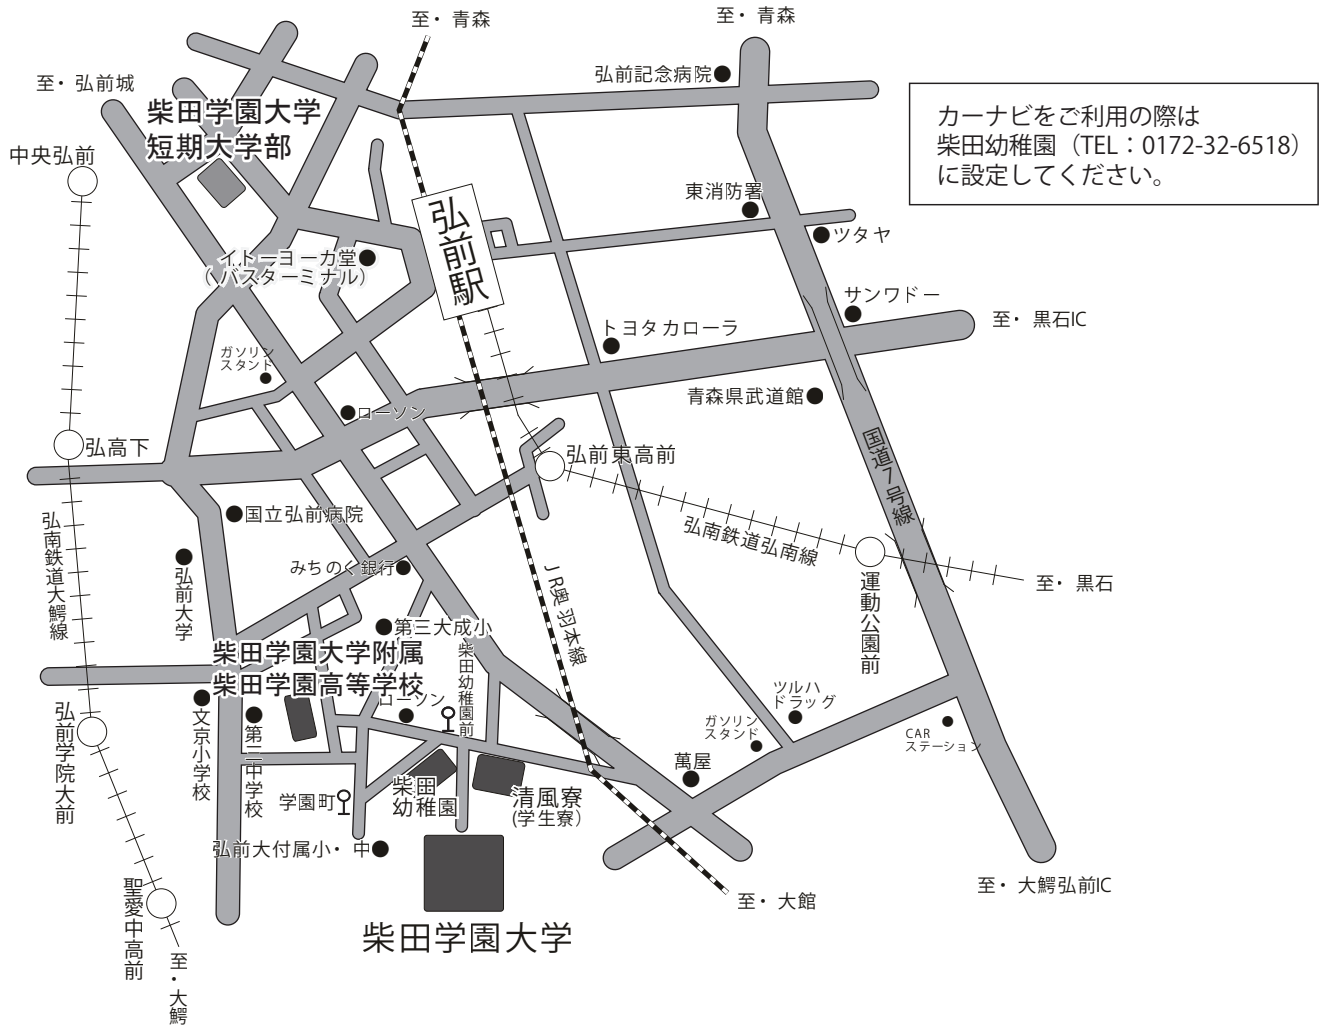 至・青森
至・青森
至・弘前城
弘前記念病院
柴田学園大学
短期大学部
カーナビをご利用の際は
柴田幼稚園（TEL：0172-32-6518）
に設定してください。
中央弘前
東消防署
弘前駅
ツタヤ
イトーヨーカ堂
（バスターミナル）
サンワドー
至・黒石IC
トヨタカローラ
ガソリン
スタンド
青森県武道館
ローソン
国道7号線
弘高下
弘前東高前
国立弘前病院
弘南鉄道弘南線
弘南鉄道大鰐線
みちのく銀行
弘前大学
JR奥羽本線
運動公園前
至・黒石
第三大成小
柴田学園大学附属
柴田学園高等学校
柴田幼稚園前
ローソン
ツルハ
ドラッグ
ガソリン
スタンド
CAR
ステーション
文京小学校
第三中学校
弘前学院大前
萬屋
柴田
幼稚園
清風寮
(学生寮)
学園町
弘前大付属小・中
聖愛中高前
至・大鰐弘前IC
至・大館
柴田学園大学
至・大鰐